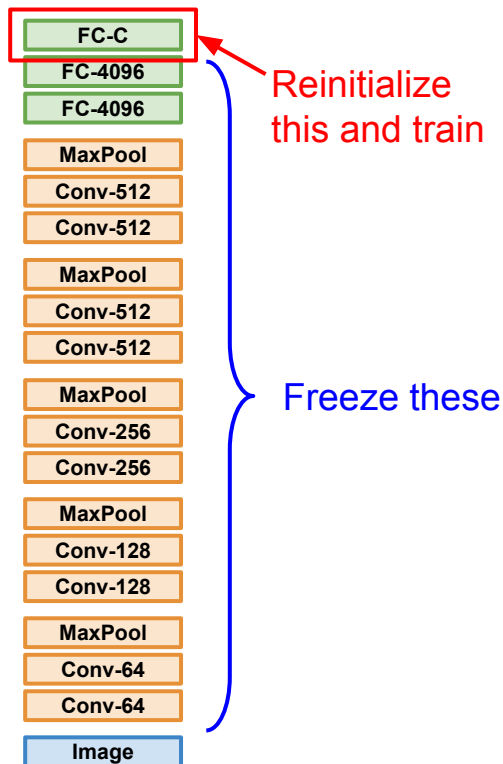 FC-C
FC-4096
FC-4096
MaxPool
Conv-512
Conv-512
MaxPool
Conv-512
Conv-512
MaxPool
Conv-256
Conv-256
MaxPool
Conv-128
Conv-128
MaxPool
Conv-64
Conv-64
Image
Reinitialize
this and train
Freeze these